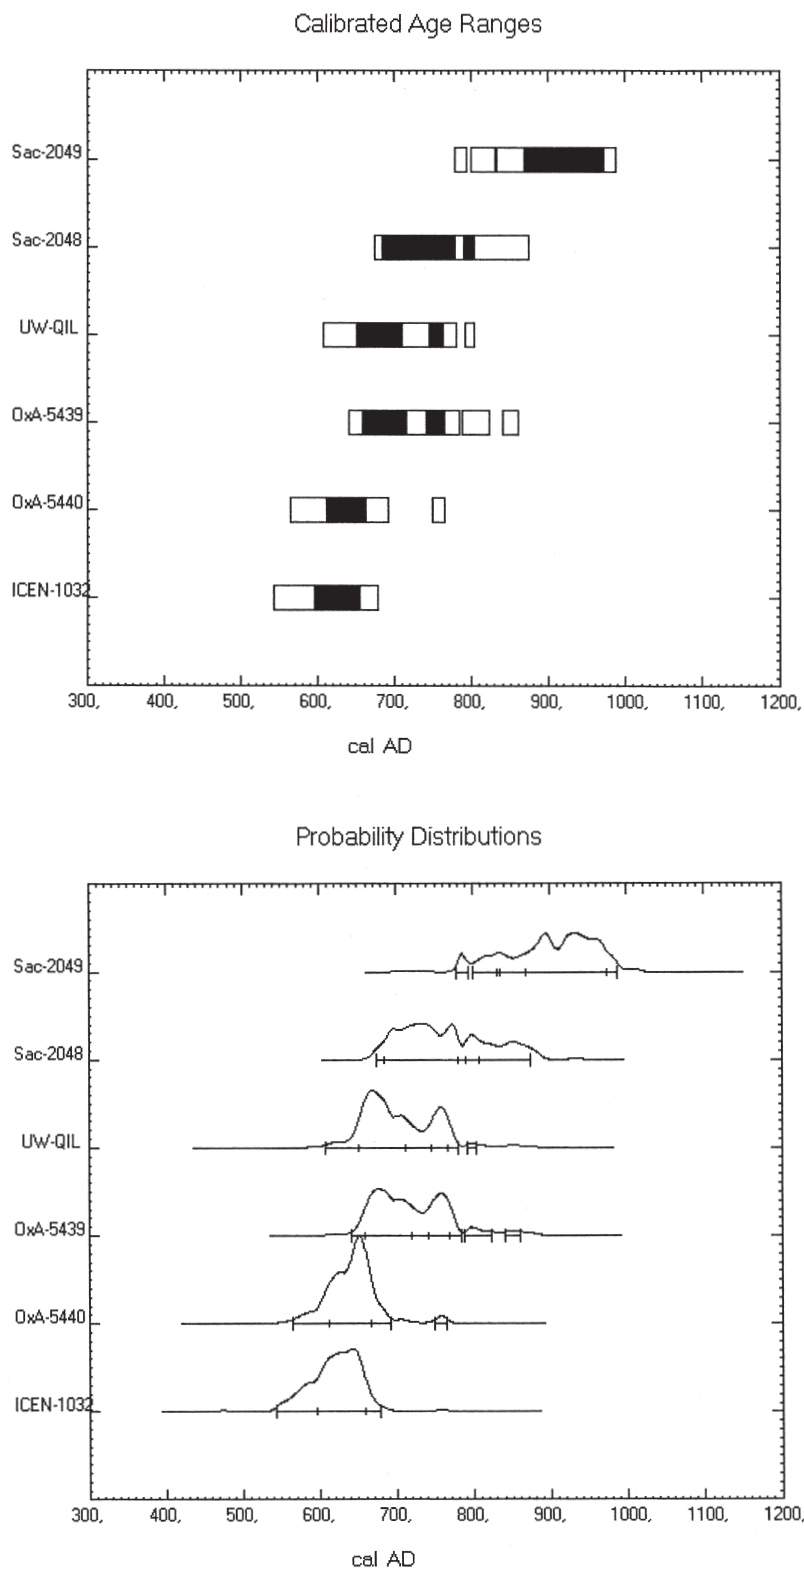 Calibrated Age Ranges
Sac-2049
Sac-2048
UW-QIL
OxA-5439
OxA-5440
ICEN-1032
300, 400, 500, 600, 700, 800, 900, 1000, 1100, 1200,
cal AD
Probability Distributions
Sac-2049
Sac-2048
UW-QIL
OxA-5439
OxA-5440
ICEN-1032
300, 400, 500, 600, 700, 800, 900, 1000, 1100, 1200,
cal AD